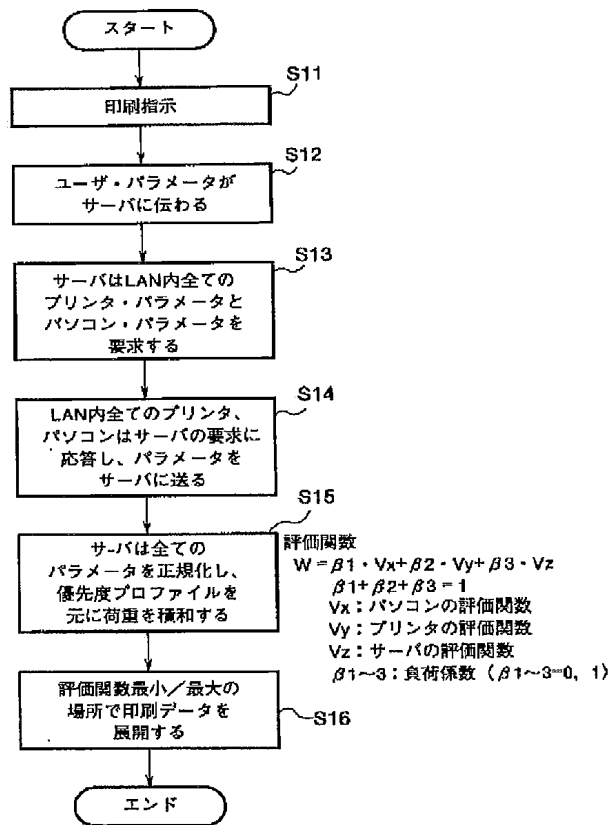 スタート
S11
印刷指示
S12
ユーザ・パラメータが
サーバに伝わる
S13
サーバはLAN内全ての
プリンタ・パラメータと
パソコン・パラメータを
要求する
S14
LAN内全てのプリンタ、
パソコンはサーバの要求に
応答し、パラメータを
サーバに送る
S15
サーバは全ての
パラメータを正規化し、
優先度プロファイルを
元に荷重を積和する
評価関数
W=β1・Vx+β2・Vy+β3・Vz
β1+β2+β3=1
Vx：パソコンの評価関数
Vy：プリンタの評価関数
Vz：サーバの評価関数
β1~3：負荷係数（β1~3=0, 1）
評価関数最小／最大の
場所で印刷データを
展開する
S16
エンド